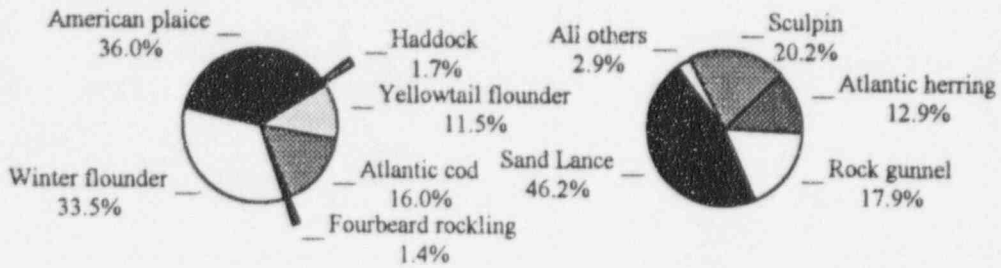 American plaice
36.0%
Haddock
1.7%
Yellowtail flounder
11.5%
Atlantic cod
16.0%
Fourbeard rockling
1.4%
Winter flounder
33.5%
Ali others
2.9%
Sculpin
20.2%
Atlantic herring
12.9%
Rock gunnel
17.9%
Sand Lance
46.2%